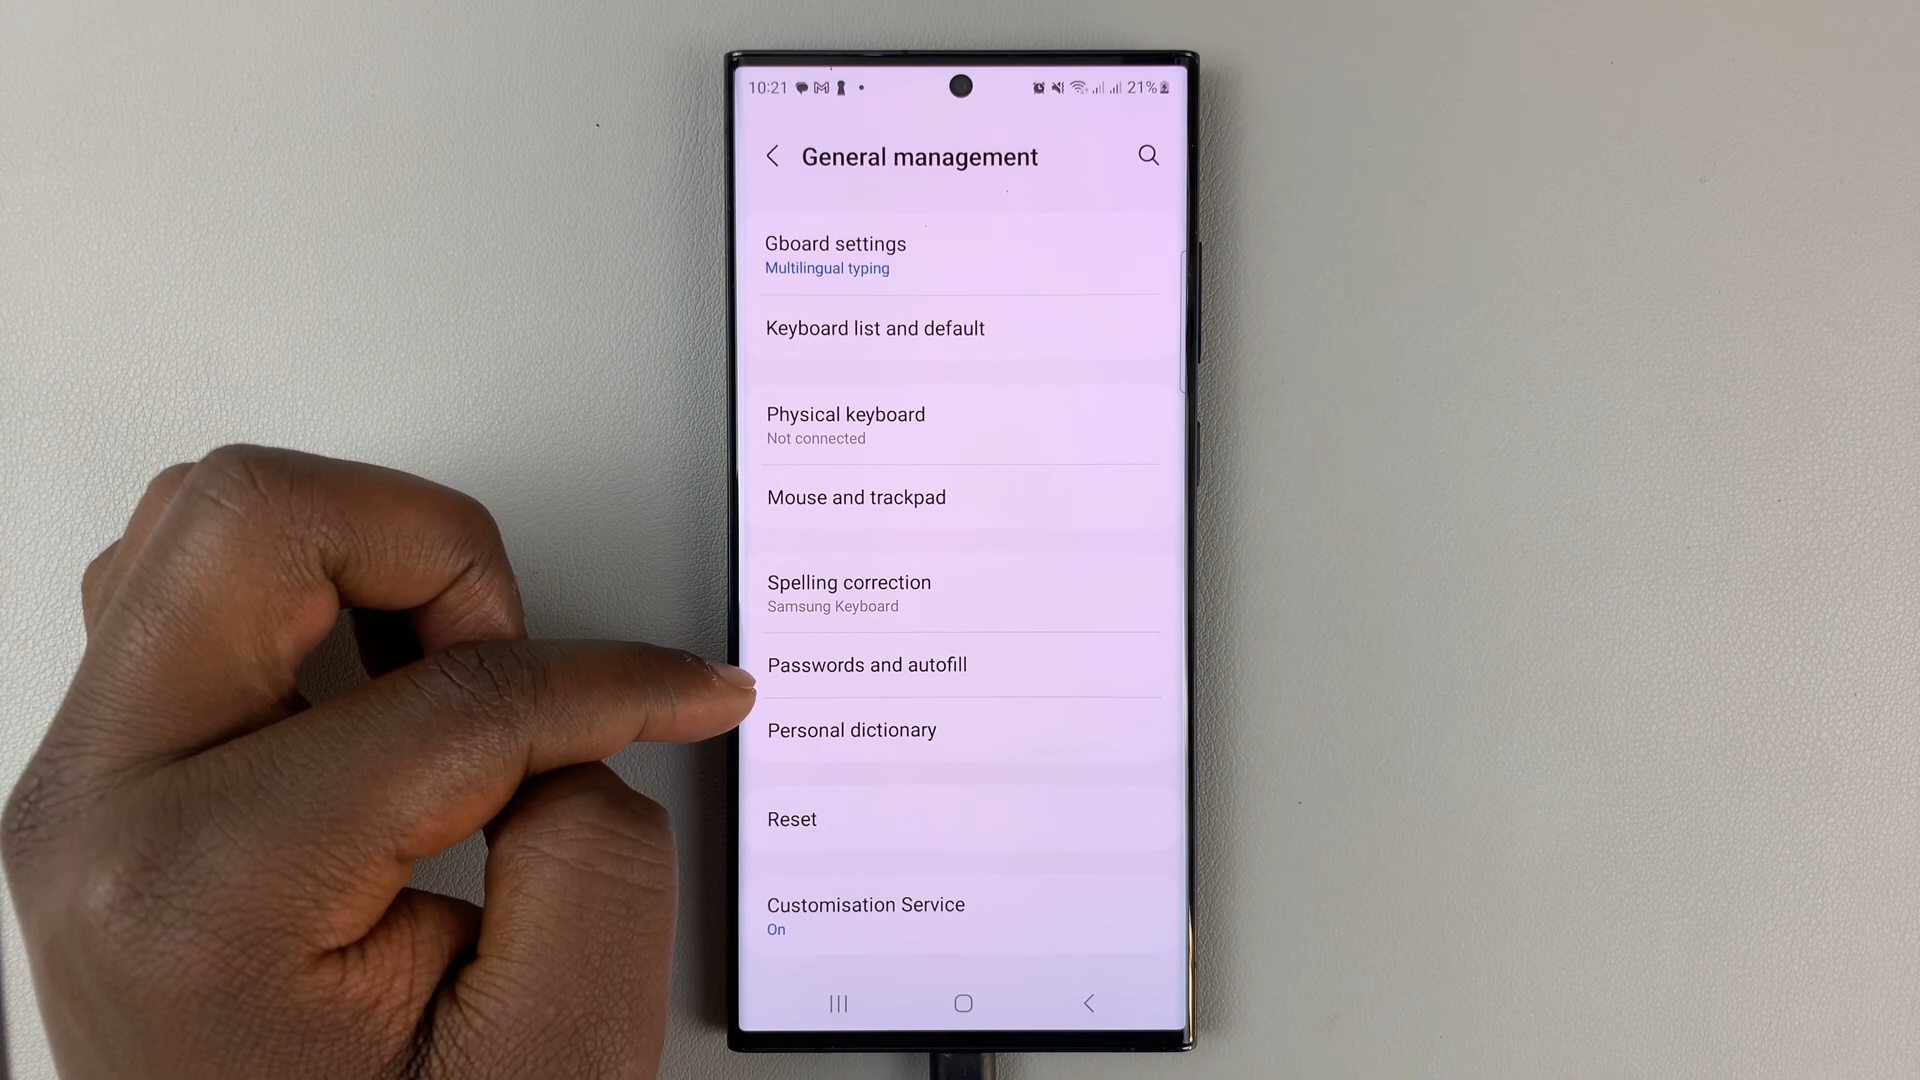 10:21 21%
General management
Gboard settings
Multilingual typing
Keyboard list and default
Physical keyboard
Not connected
Mouse and trackpad
Spelling correction
Samsung Keyboard
Passwords and autofill
Personal dictionary
Reset
Customisation Service
On